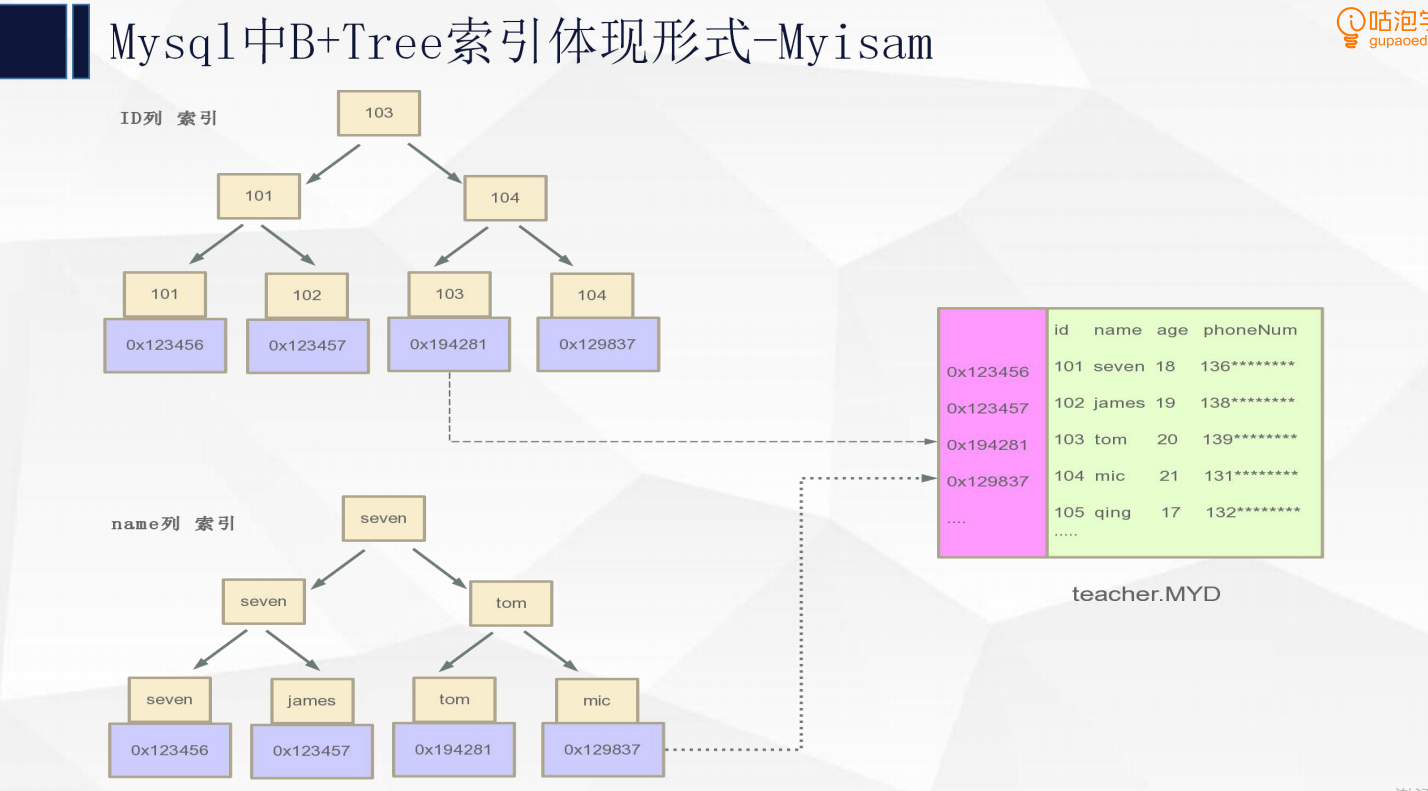 Mysql中B+Tree索引体现形式-Myisam
咕泡学
gupaoed
ID列 索引
103
101
104
101
102
103
104
0x123456
0x123457
0x194281
0x129837
id name age phoneNum
0x123456 101 seven 18 136********
0x123457 102 james 19 138********
0x194281 103 tom 20 139********
0x129837 104 mic 21 131********
.... 105 qing 17 132********
.....
teacher.MYD
name列 索引
seven
seven
tom
seven
james
tom
mic
0x123456
0x123457
0x194281
0x129837